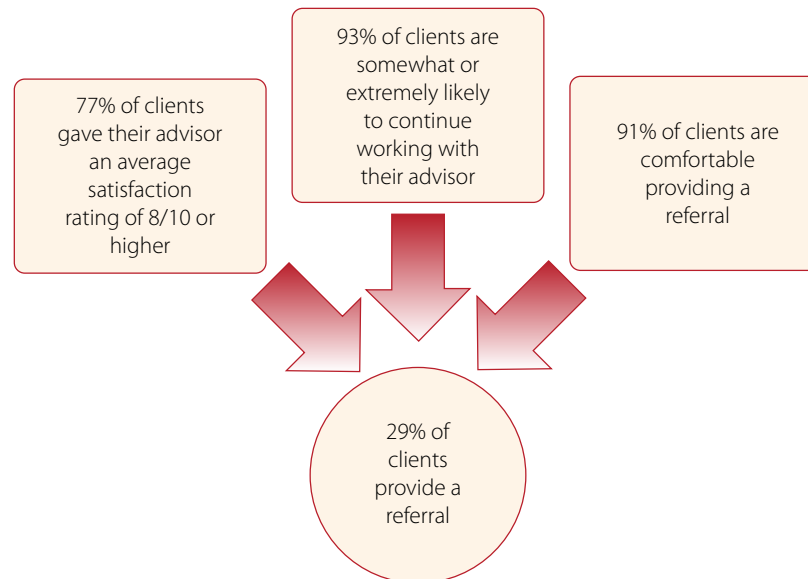 77% of clients
gave their advisor
an average
satisfaction
rating of 8/10 or
higher
93% of clients are
somewhat or
extremely likely
to continue
working with
their advisor
91% of clients are
comfortable
providing a
referral
29% of
clients
provide a
referral